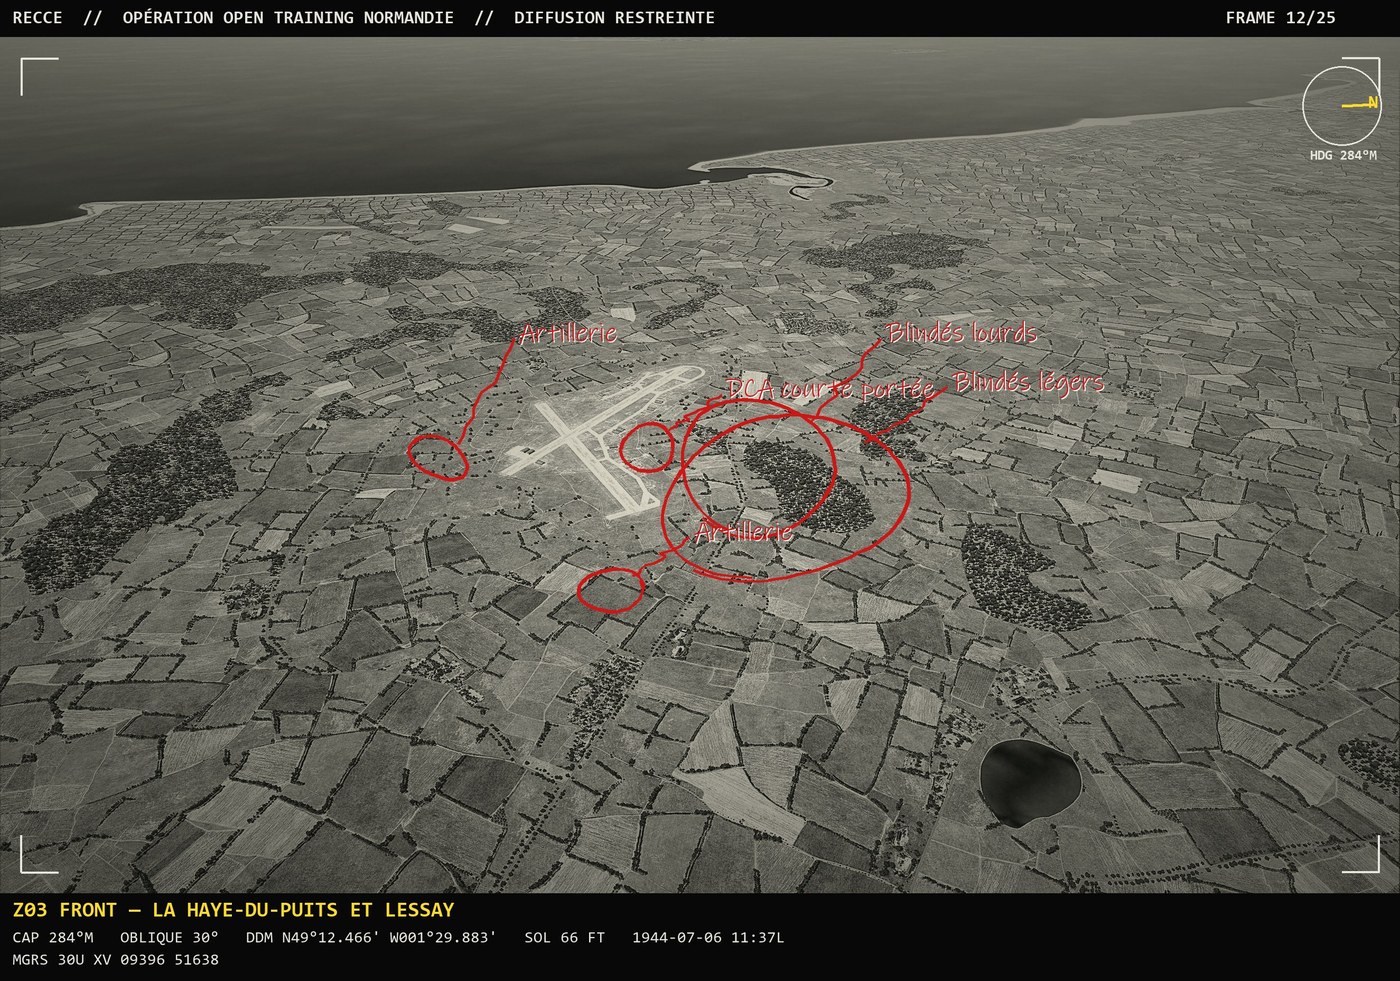 RECCE // OPÉRATION OPEN TRAINING NORMANDIE // DIFFUSION RESTREINTE
FRAME 12/25
N
HDG 284°M
Artillerie
Blindés lourds
DCA courte portée
Blindés légers
Artillerie
Z03 FRONT — LA HAYE-DU-PUITS ET LESSAY
CAP 284°M OBLIQUE 30° DDM N49°12.466' W001°29.883' SOL 66 FT 1944-07-06 11:37L
MGRS 30U XV 09396 51638